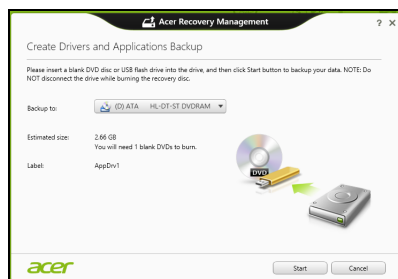 Acer Recovery Management
? X
Create Drivers and Applications Backup
Please insert a blank DVD disc or USB flash drive into the drive, and then click Start button to backup your data. NOTE: Do
NOT disconnect the drive while burning the recovery disc.
Backup to: (D) ATA HL-DT-ST DVDRAM
Estimated size: 2.66 GB
You will need 1 blank DVDs to burn.
Label: AppDrv1
DVD
acer Start Cancel